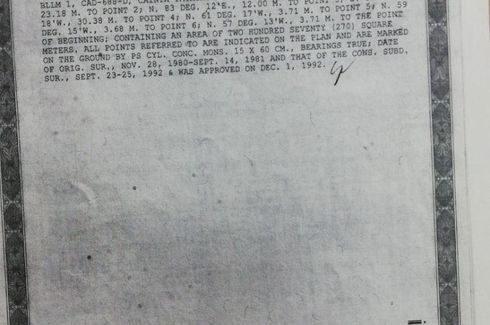 BLLM 1, CAD-688-D,
23.18 M. TO POINT 2; N. 83 DEG. 12'E., 12.00 M. TO POINT
18'W., 30.38 M. TO POINT 4; N. 61 DEG. 17'W., 3.71 M. TO POINT 5; N. 59
DEG. 15'W., 3.68 M. TO POINT 6; N. 57 DEG. 13'W., 3.71 M. TO THE POINT
OF BEGINNING; CONTAINING AN AREA OF TWO HUNDRED SEVENTY (270) SQUARE
METERS, ALL POINTS REFERRED TO ARE INDICATED ON THE PLAN AND ARE MARKED
ON THE GROUND BY PS CYL. CONC. MONS. 15 X 60 CM., BEARINGS TRUE; DATE
OF ORIG. SUR., NOV. 28, 1980-SEPT. 14, 1981 AND THAT OF THE CONS. SUBD.
SUR., SEPT. 23-25, 1992 & WAS APPROVED ON DEC. 1, 1992.